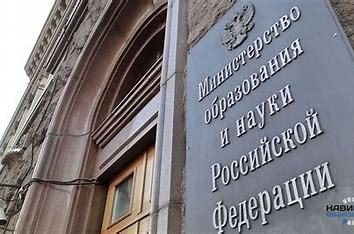 Министерство
образования
и науки
Российской
Федерации